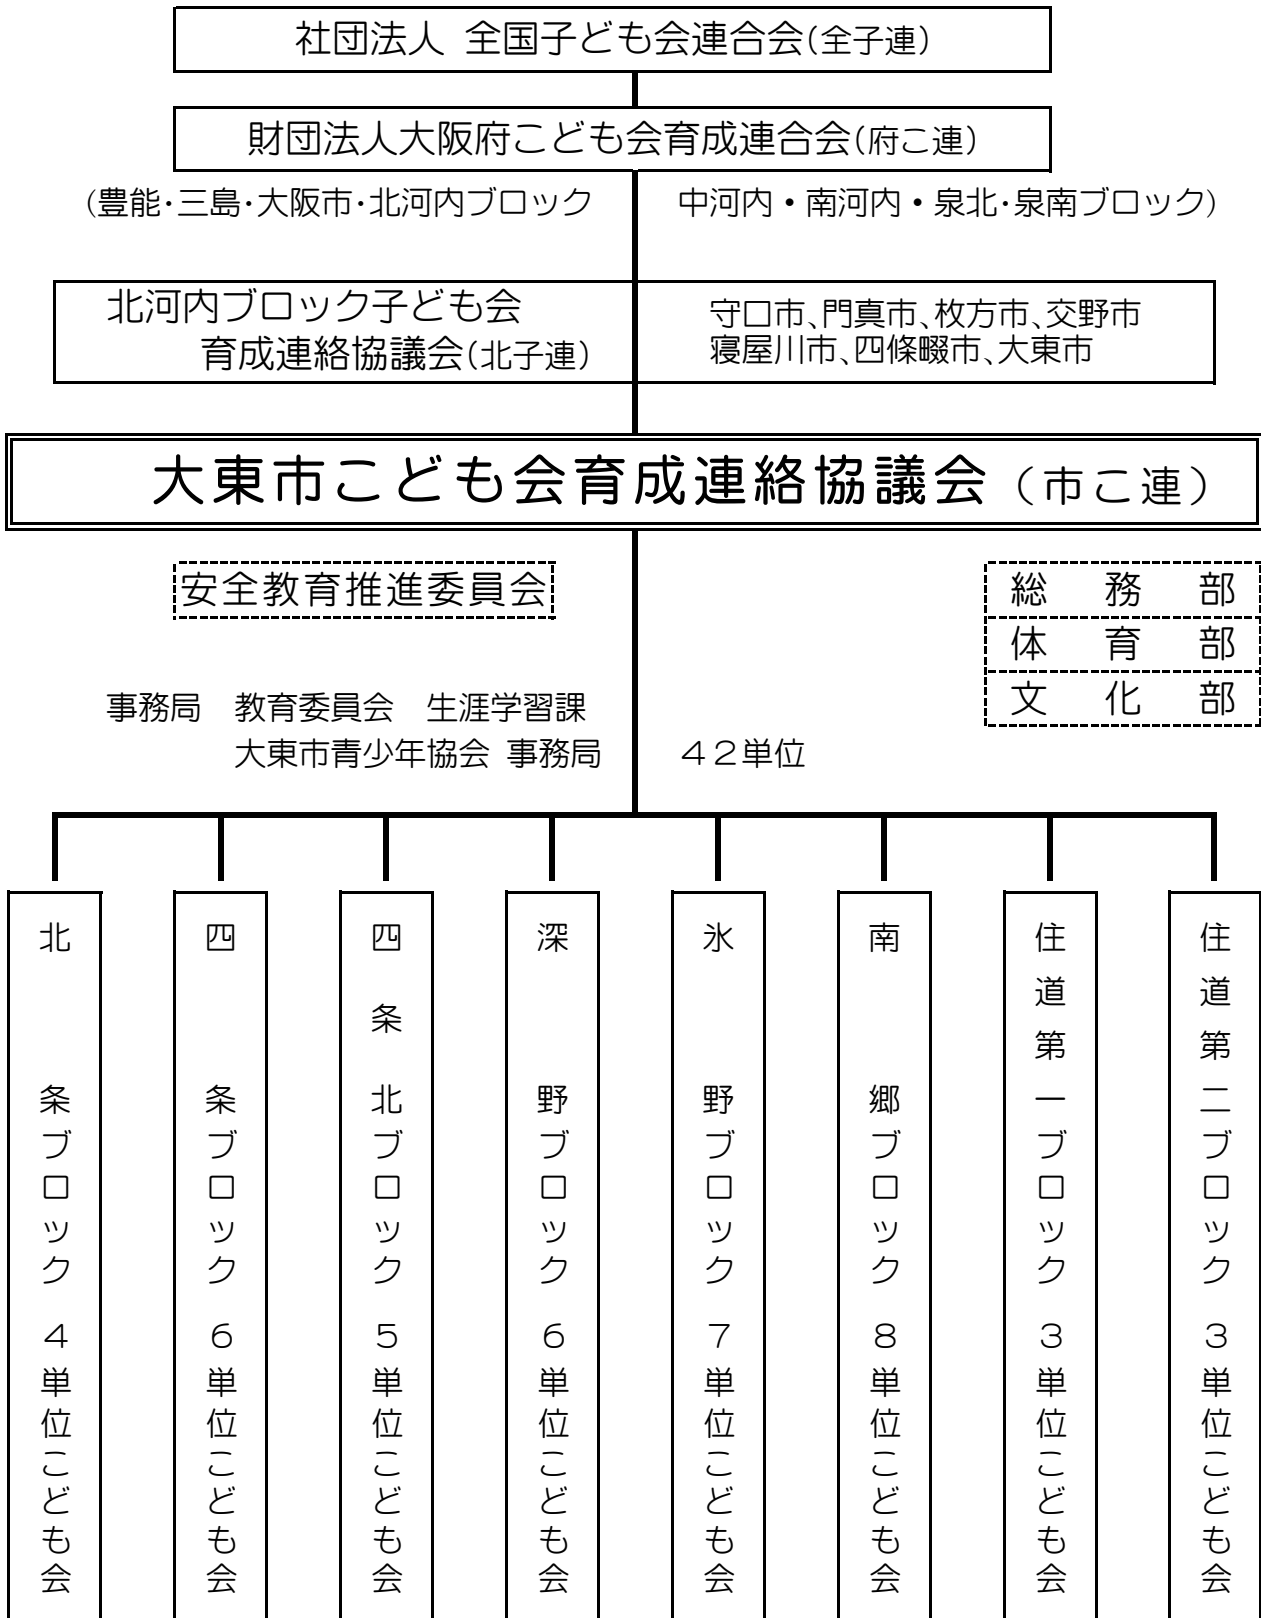 社団法人 全国子ども会連合会(全子連)
財団法人大阪府こども会育成連合会(府こ連)
(豊能・三島・大阪市・北河内ブロック　中河内・南河内・泉北・泉南ブロック)
北河内ブロック子ども会
育成連絡協議会(北子連)
守口市、門真市、枚方市、交野市
寝屋川市、四條畷市、大東市
大東市こども会育成連絡協議会（市こ連）
安全教育推進委員会
総務部
体育部
文化部
事務局　教育委員会　生涯学習課
大東市青少年協会 事務局
４２単位
北条ブロック　４単位こども会
四条ブロック　６単位こども会
四条北ブロック　５単位こども会
深野ブロック　６単位こども会
氷野ブロック　７単位こども会
南郷ブロック　８単位こども会
住道第一ブロック　３単位こども会
住道第二ブロック　３単位こども会